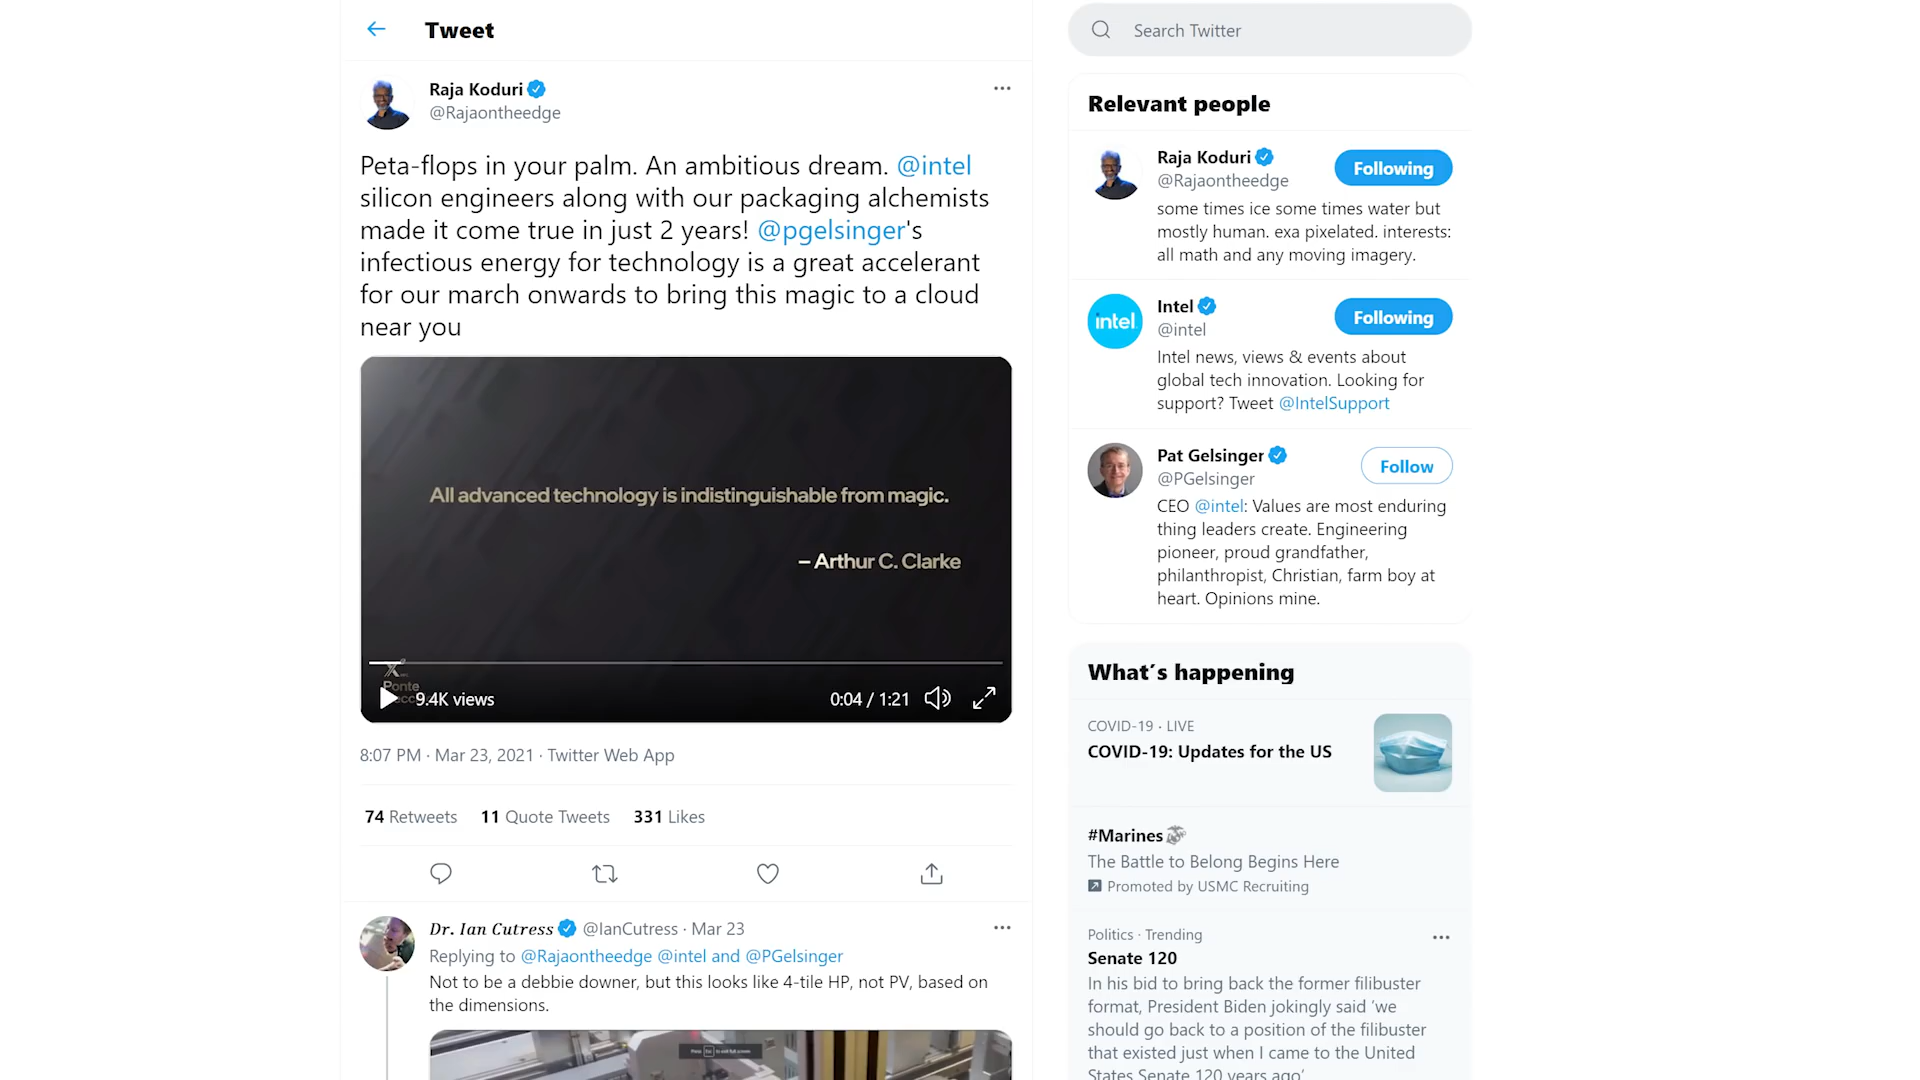 Tweet
Raja Koduri
@Rajaontheedge
Peta-flops in your palm. An ambitious dream. @intel
silicon engineers along with our packaging alchemists
made it come true in just 2 years! @pgelsinger's
infectious energy for technology is a great accelerant
for our march onwards to bring this magic to a cloud
near you
All advanced technology is indistinguishable from magic.
– Arthur C. Clarke
Ponte
9.4K views
0:04 / 1:21
8:07 PM · Mar 23, 2021 · Twitter Web App
74 Retweets 11 Quote Tweets 331 Likes
Dr. Ian Cutress @IanCutress · Mar 23
Replying to @Rajaontheedge @intel and @PGelsinger
Not to be a debbie downer, but this looks like 4-tile HP, not PV, based on
the dimensions.
Search Twitter
Relevant people
Raja Koduri
@Rajaontheedge
Following
some times ice some times water but
mostly human. exa pixelated. interests:
all math and any moving imagery.
intel
Intel
@intel
Following
Intel news, views & events about
global tech innovation. Looking for
support? Tweet @IntelSupport
Pat Gelsinger
@PGelsinger
Follow
CEO @intel: Values are most enduring
thing leaders create. Engineering
pioneer, proud grandfather,
philanthropist, Christian, farm boy at
heart. Opinions mine.
What's happening
COVID-19 · LIVE
COVID-19: Updates for the US
#Marines
The Battle to Belong Begins Here
Promoted by USMC Recruiting
Politics · Trending
Senate 120
In his bid to bring back the former filibuster
format, President Biden jokingly said 'we
should go back to a position of the filibuster
that existed just when I came to the United
States Senate 120 years ago'